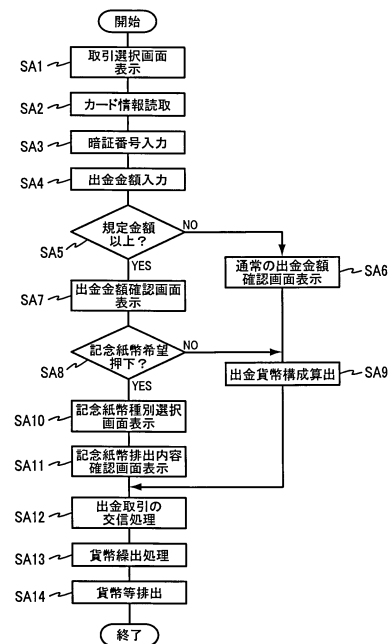 開始
SA1
取引選択画面
表示
SA2
カード情報読取
SA3
暗証番号入力
SA4
出金金額入力
SA5
規定金額
以上?
NO
YES
SA6
通常の出金金額
確認画面表示
SA7
出金金額確認画面
表示
SA8
記念紙幣希望
押下?
NO
YES
SA9
出金貨幣構成算出
SA10
記念紙幣種別選択
画面表示
SA11
記念紙幣排出内容
確認画面表示
SA12
出金取引の
交信処理
SA13
貨幣繰出処理
SA14
貨幣等排出
終了